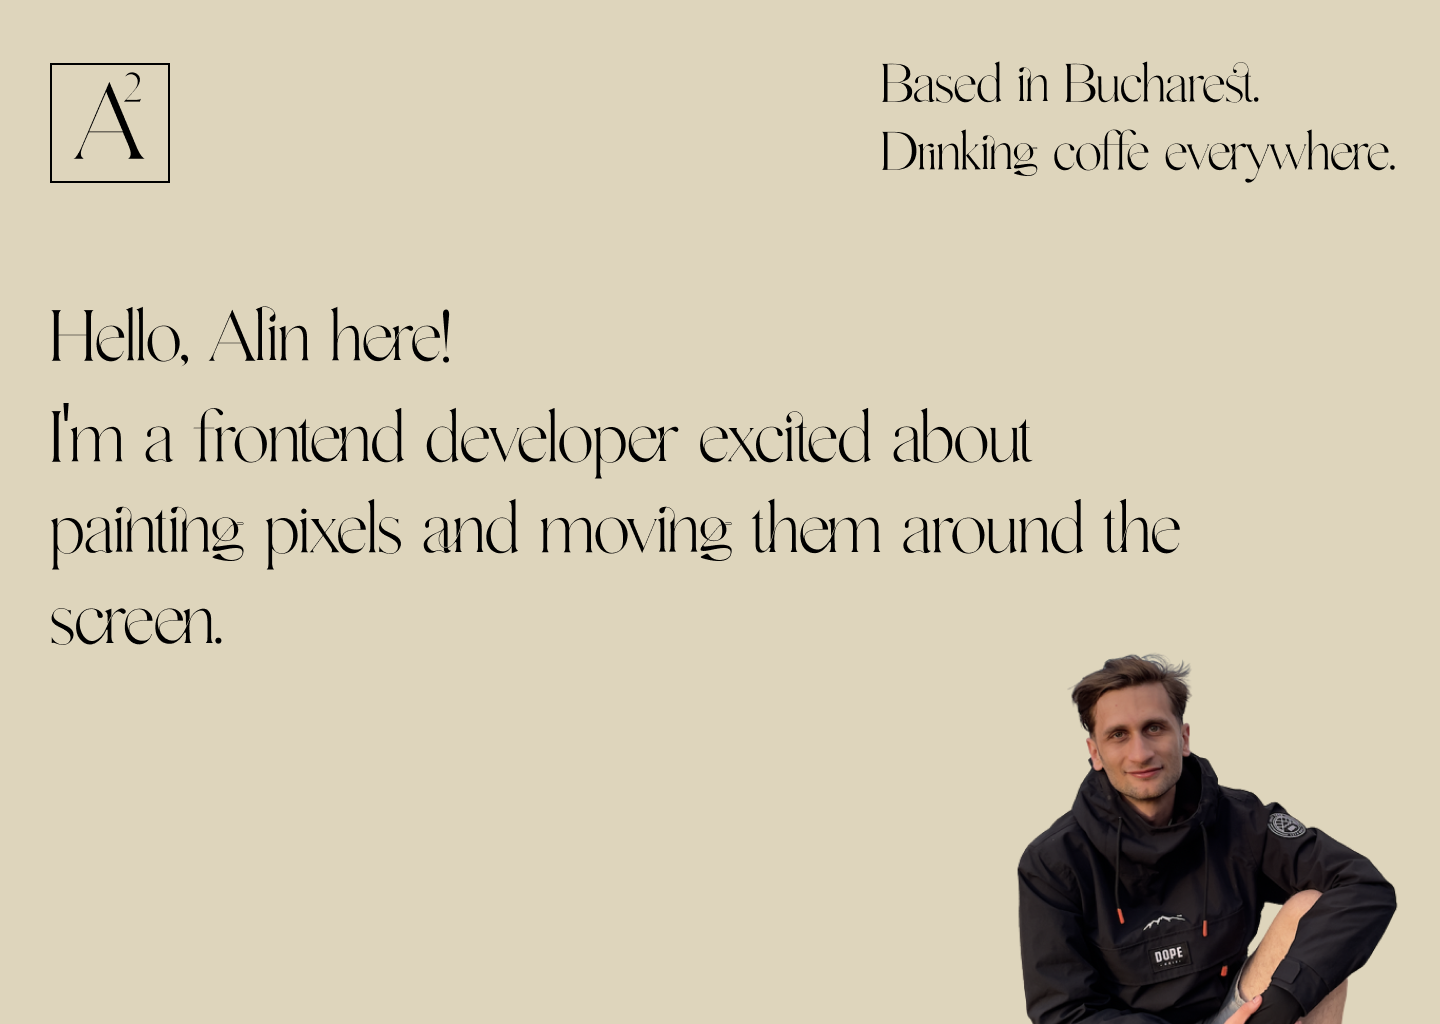 A²
Based in Bucharest.
Drinking coffe everywhere.
Hello, Alin here!
I'm a frontend developer excited about
painting pixels and moving them around the
screen.
DOPE